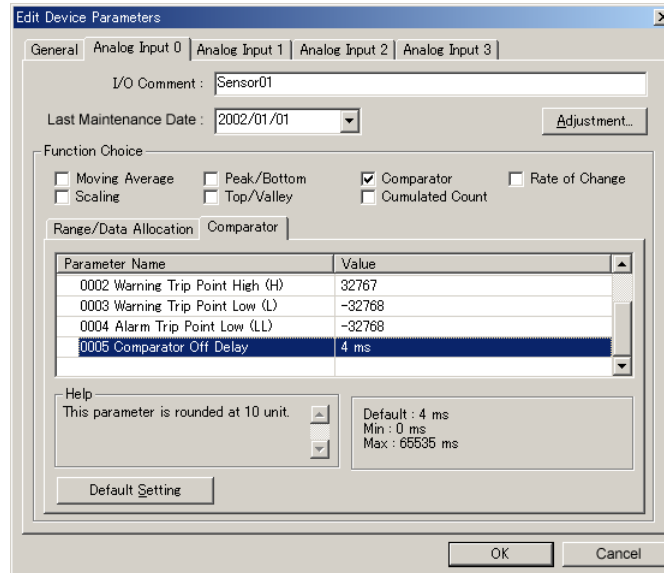 Edit Device Parameters
General Analog Input 0 Analog Input 1 Analog Input 2 Analog Input 3
I/O Comment : Sensor01
Last Maintenance Date : 2002/01/01 Adjustment...
Function Choice
Moving Average Peak/Bottom Comparator Rate of Change
Scaling Top/Valley Cumulated Count
Range/Data Allocation Comparator
Parameter Name Value
0002 Warning Trip Point High (H) 32767
0003 Warning Trip Point Low (L) -32768
0004 Alarm Trip Point Low (LL) -32768
0005 Comparator Off Delay 4 ms
Help
This parameter is rounded at 10 unit.
Default : 4 ms
Min : 0 ms
Max : 65535 ms
Default Setting
OK Cancel